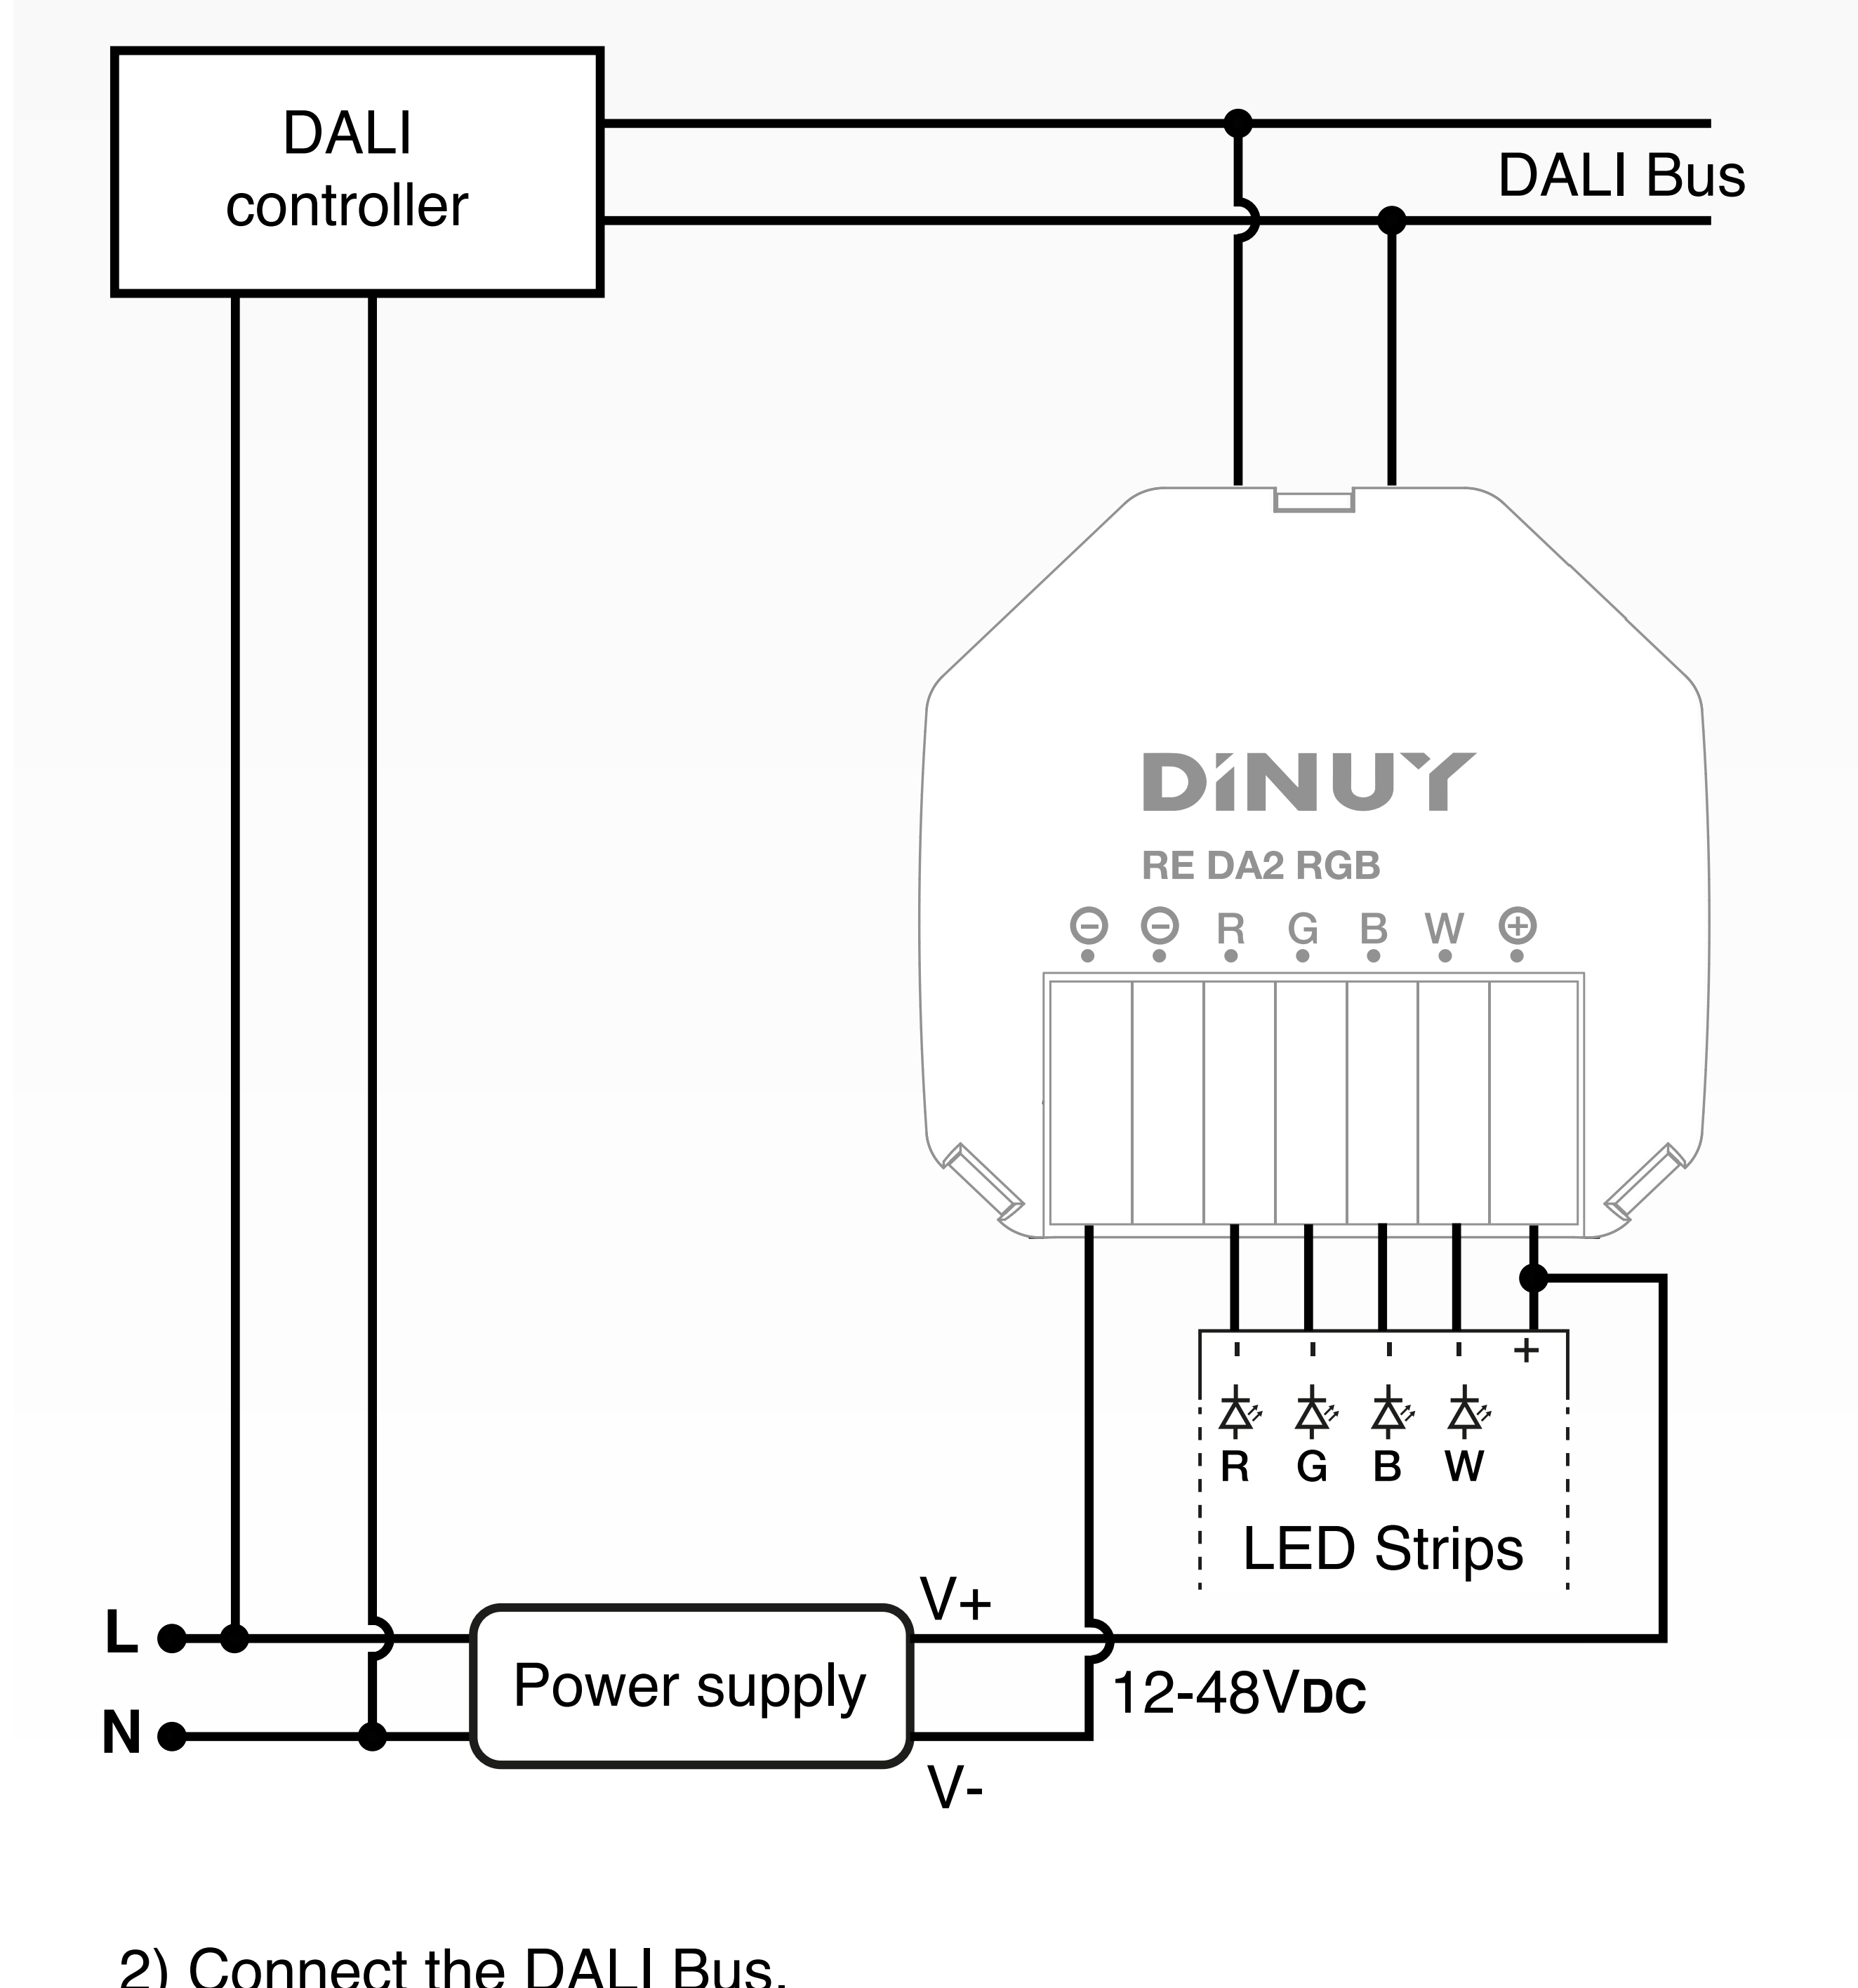 DALI
controller
DALI Bus
DiNUY
RE DA2 RGB
⊖ ⊖ R G B W ⊕
- - - - +
R G B W
LED Strips
V+
L
Power supply
12-48VDC
N
V-
2) Connect the DALI Bus.